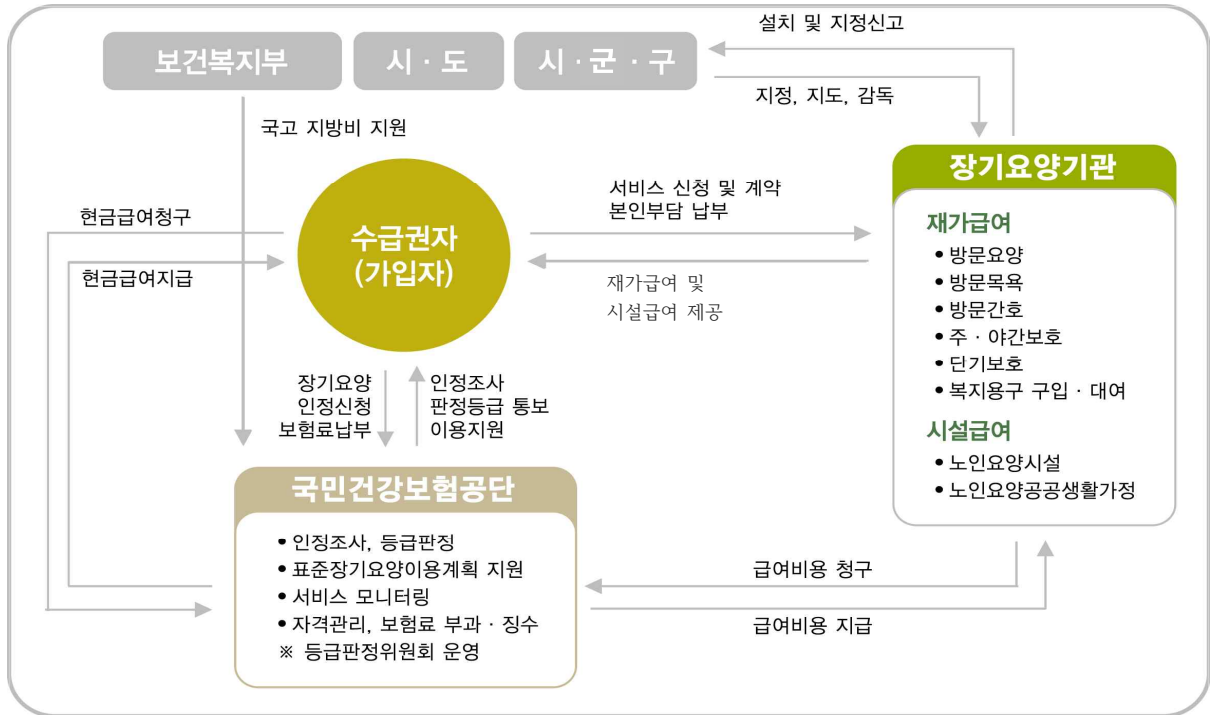 설치 및 지정신고
보건복지부
시 · 도
시 · 군 · 구
지정, 지도, 감독
국고 지방비 지원
장기요양기관
현금급여청구
현금급여지급
수급권자
(가입자)
서비스 신청 및 계약
본인부담 납부
재가급여 및
시설급여 제공
재가급여
• 방문요양
• 방문목욕
• 방문간호
• 주 · 야간보호
• 단기보호
• 복지용구 구입 · 대여
시설급여
• 노인요양시설
• 노인요양공공생활가정
장기요양
인정신청
보험료납부
인정조사
판정등급 통보
이용지원
국민건강보험공단
• 인징조사, 등급판정
• 표준장기요양이용계획 지원
• 서비스 모니터링
• 자격관리, 보험료 부과 · 징수
※ 등급판정위원회 운영
급여비용 청구
급여비용 지급